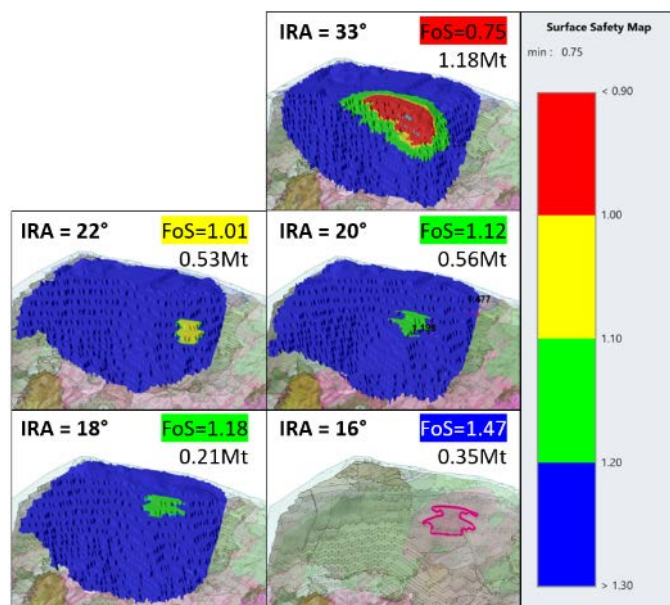 IRA = 33° FoS=0.75
1.18Mt
IRA = 22° FoS=1.01
0.53Mt
IRA = 20° FoS=1.12
0.56Mt
1.477
IRA = 18° FoS=1.18
0.21Mt
IRA = 16° FoS=1.47
0.35Mt
Surface Safety Map
min : 0.75
< 0.90
1.00
1.10
1.20
> 1.30